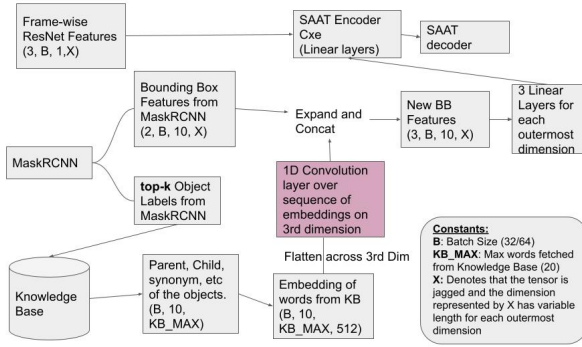 Frame-wise
ResNet Features
(3, B, 1,X)
SAAT Encoder
Cxe
(Linear layers)
SAAT
decoder
Bounding Box
Features from
MaskRCNN
(2, B, 10, X)
Expand and
Concat
New BB
Features
(3, B, 10, X)
3 Linear
Layers for
each
outermost
dimension
MaskRCNN
top-k Object
Labels from
MaskRCNN
1D Convolution
layer over
sequence of
embeddings on
3rd dimension
Flatten across 3rd Dim
Knowledge
Base
Parent, Child,
synonym, etc
of the objects.
(B, 10,
KB_MAX)
Embedding of
words from KB
(B, 10,
KB_MAX, 512)
Constants:
B: Batch Size (32/64)
KB_MAX: Max words fetched
from Knowledge Base (20)
X: Denotes that the tensor is
jagged and the dimension
represented by X has variable
length for each outermost
dimension